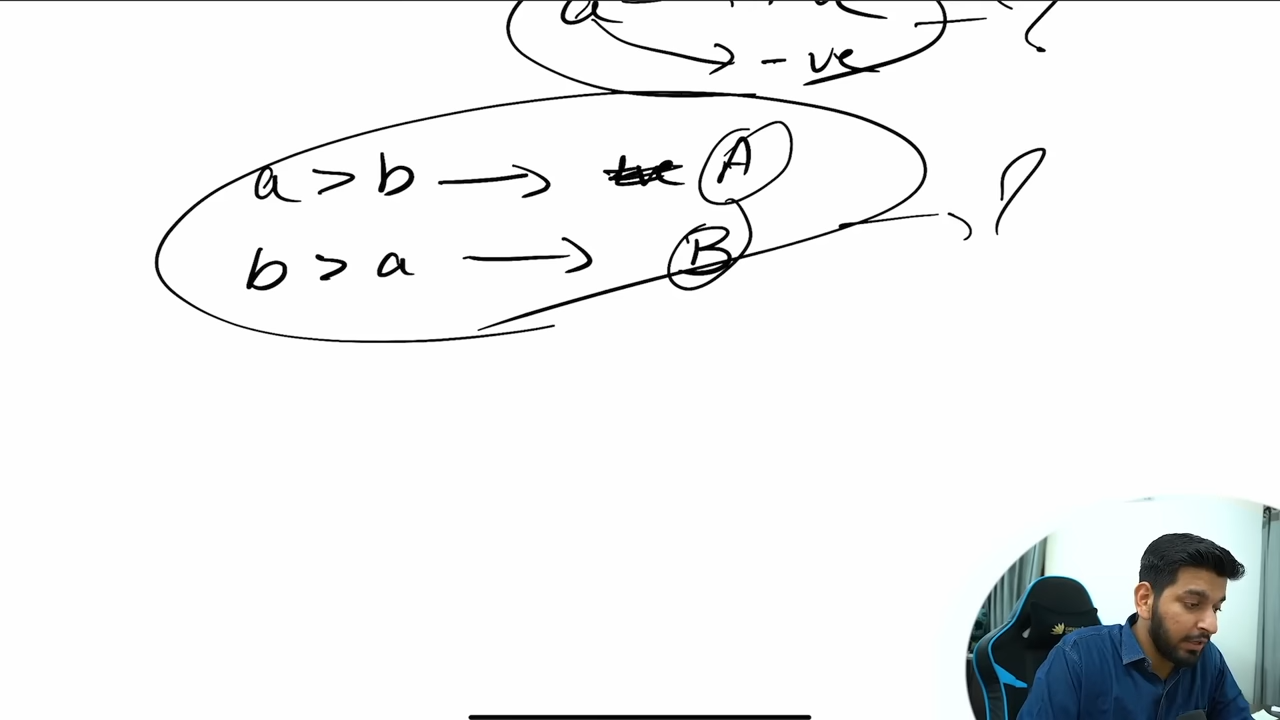 → -ve
a > b → A
b > a → B
?